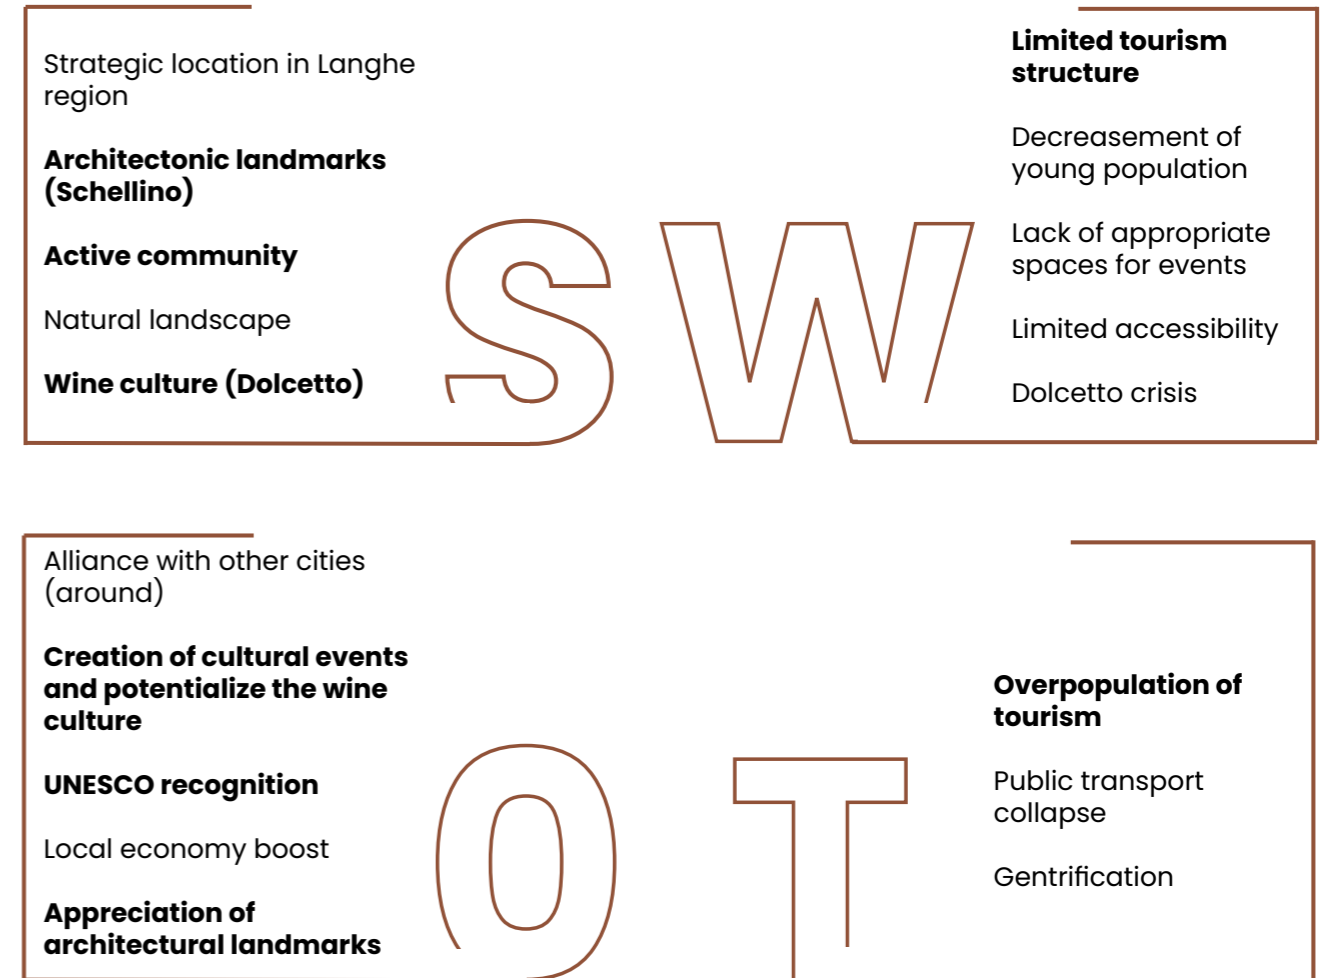 Strategic location in Langhe
region
Architectonic landmarks
(Schellino)
Active community
Natural landscape
Wine culture (Dolcetto)
S
W
Limited tourism
structure
Decreasement of
young population
Lack of appropriate
spaces for events
Limited accessibility
Dolcetto crisis
Alliance with other cities
(around)
Creation of cultural events
and potentialize the wine
culture
UNESCO recognition
Local economy boost
Appreciation of
architectural landmarks
O
T
Overpopulation of
tourism
Public transport
collapse
Gentrification